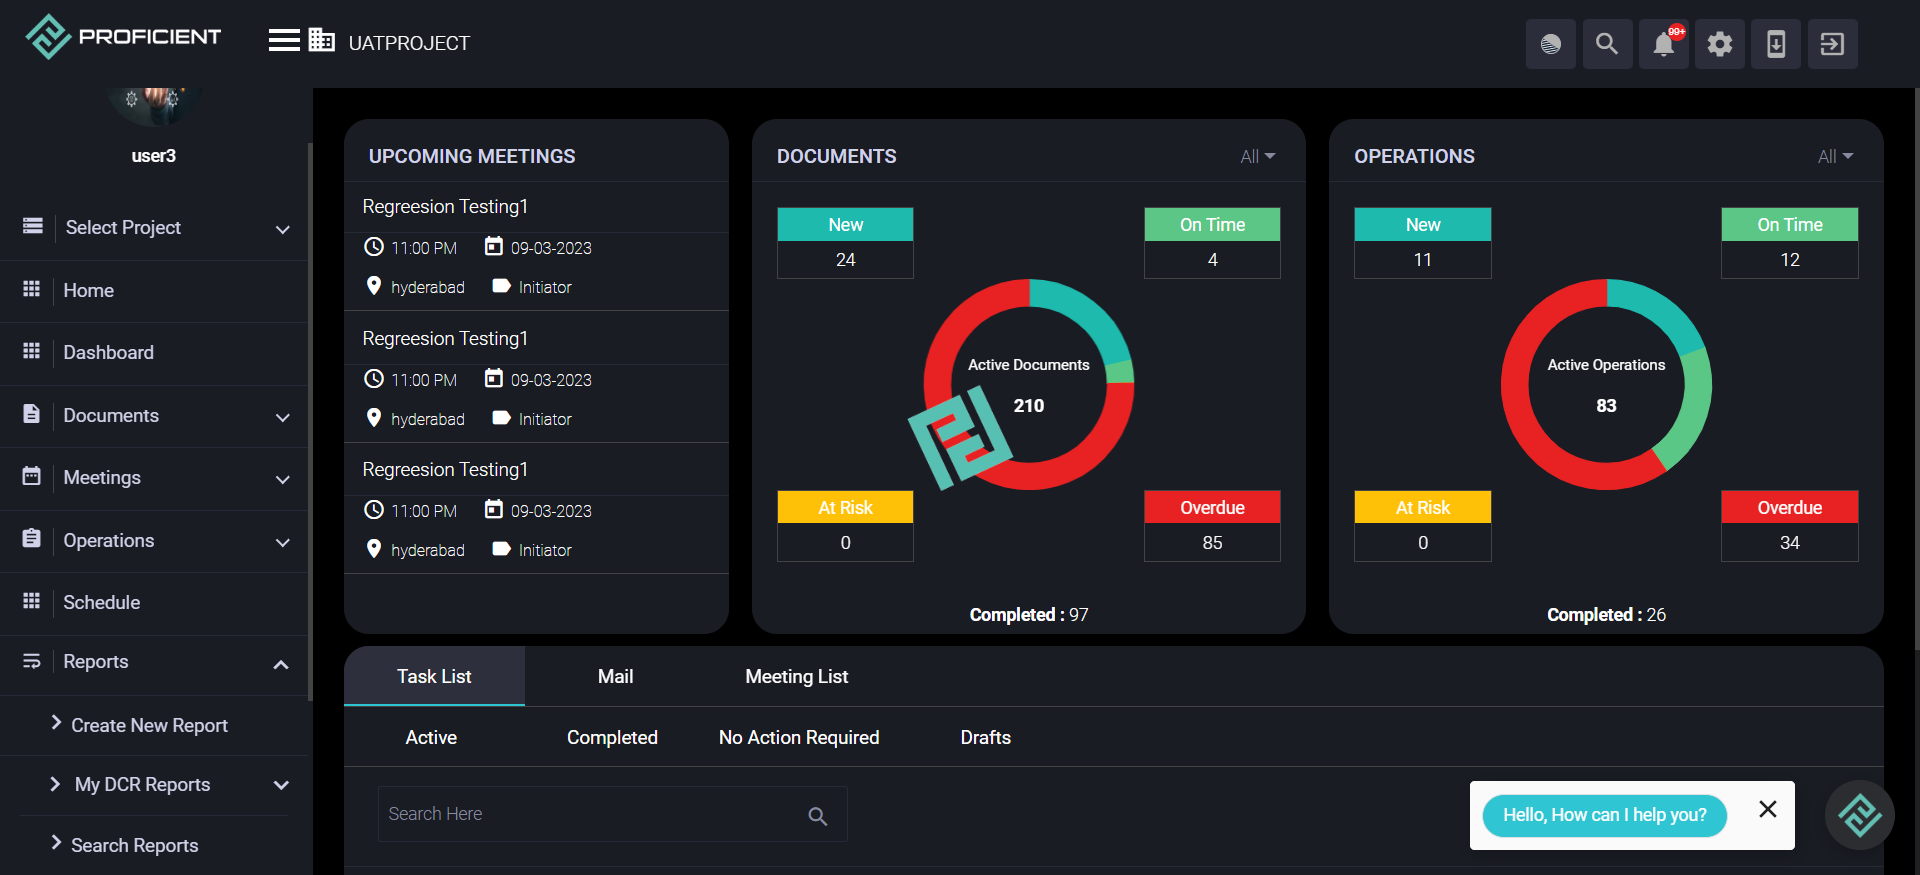 PROFICIENT
UATPROJECT
99+
user3
Select Project
Home
Dashboard
Documents
Meetings
Operations
Schedule
Reports
Create New Report
My DCR Reports
Search Reports
UPCOMING MEETINGS
Regreesion Testing1
11:00 PM 09-03-2023
hyderabad Initiator
Regreesion Testing1
11:00 PM 09-03-2023
hyderabad Initiator
Regreesion Testing1
11:00 PM 09-03-2023
hyderabad Initiator
DOCUMENTS All
New On Time
24 4
Active Documents
210
At Risk Overdue
0 85
Completed : 97
OPERATIONS All
New On Time
11 12
Active Operations
83
At Risk Overdue
0 34
Completed : 26
Task List Mail Meeting List
Active Completed No Action Required Drafts
Search Here
Hello, How can I help you?